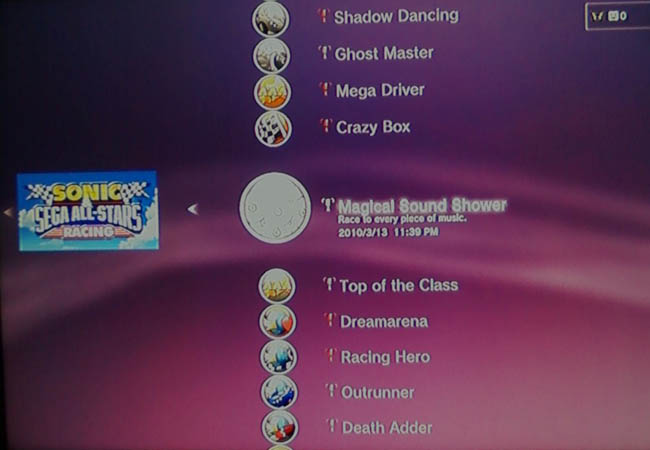 Shadow Dancing
0
Ghost Master
Mega Driver
Crazy Box
SONIC
SEGA ALL-STARS
RACING
Magical Sound Shower
Race to every piece of music.
2010/3/13 11:39 PM
Top of the Class
Dreamarena
Racing Hero
Outrunner
Death Adder